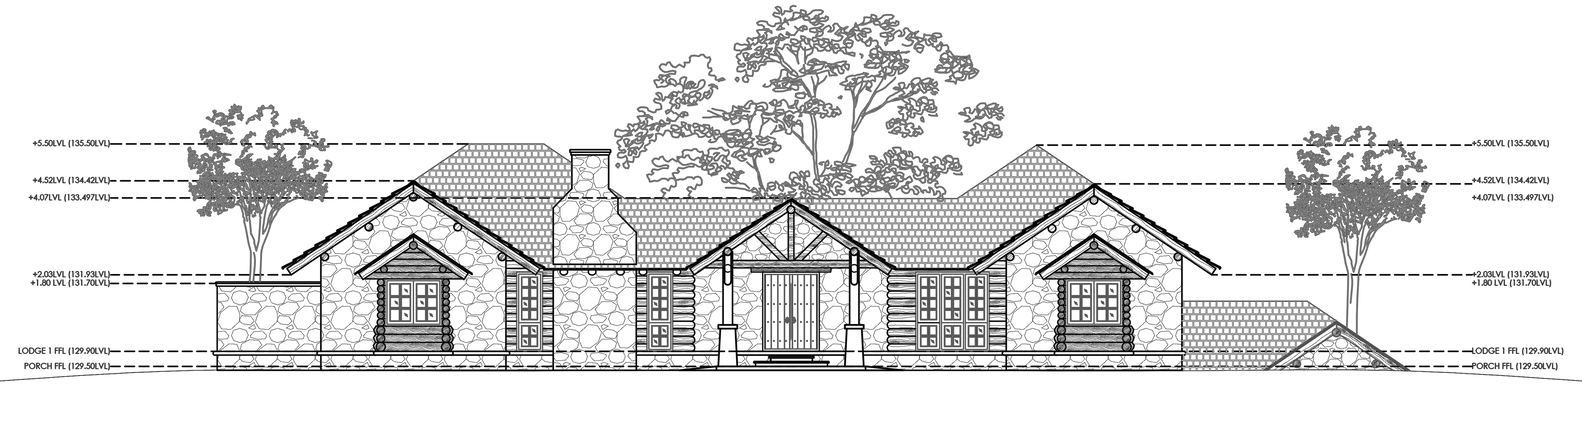 +5.50LVL (135.50LVL)
+5.50LVL (135.50LVL)
+4.52LVL (134.42LVL)
+4.52LVL (134.42LVL)
+4.07LVL (133.497LVL)
+4.07LVL (133.497LVL)
+2.03LVL (131.93LVL)
+2.03LVL (131.93LVL)
+1.80 LVL (131.70LVL)
+1.80 LVL (131.70LVL)
LODGE 1 FFL (129.90LVL)
LODGE 1 FFL (129.90LVL)
PORCH FFL (129.50LVL)
PORCH FFL (129.50LVL)